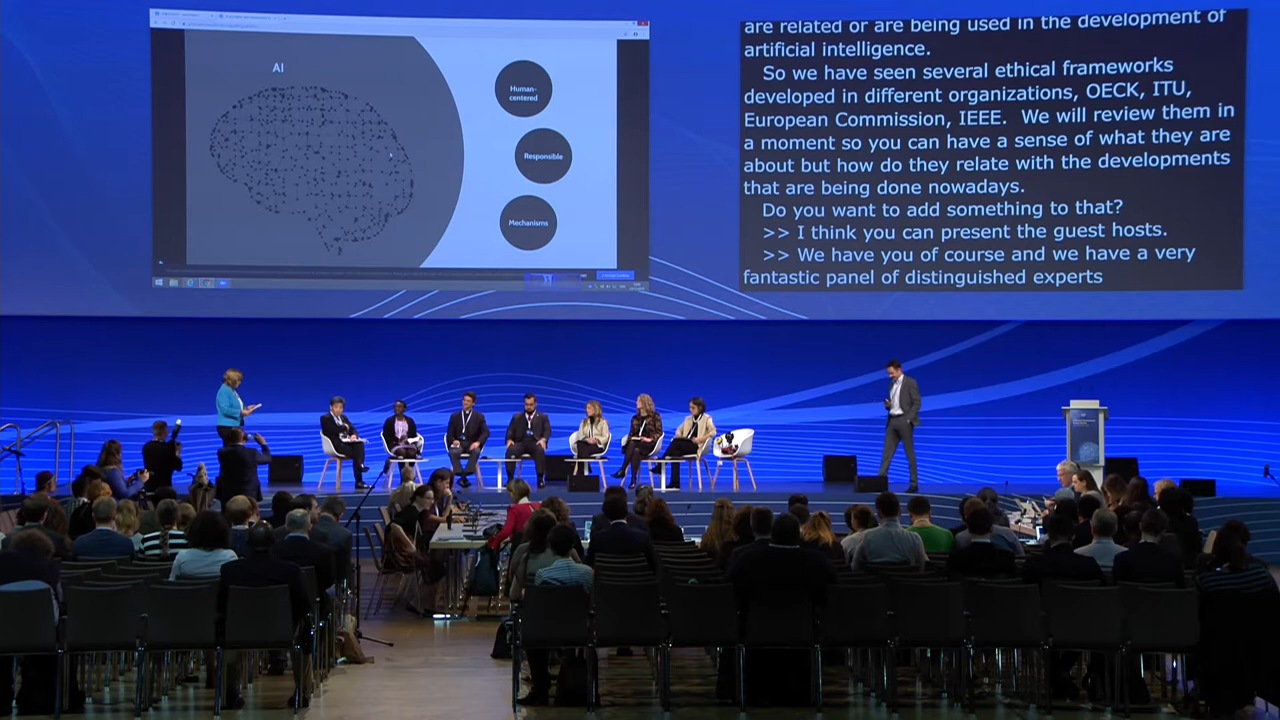 AI
Human-
centered
Responsible
Mechanisms
are related or are being used in the development of
artificial intelligence.
So we have seen several ethical frameworks
developed in different organizations, OECK, ITU,
European Commission, IEEE. We will review them in
a moment so you can have a sense of what they are
about but how do they relate with the developments
that are being done nowadays.
Do you want to add something to that?
>> I think you can present the guest hosts.
>> We have you of course and we have a very
fantastic panel of distinguished experts